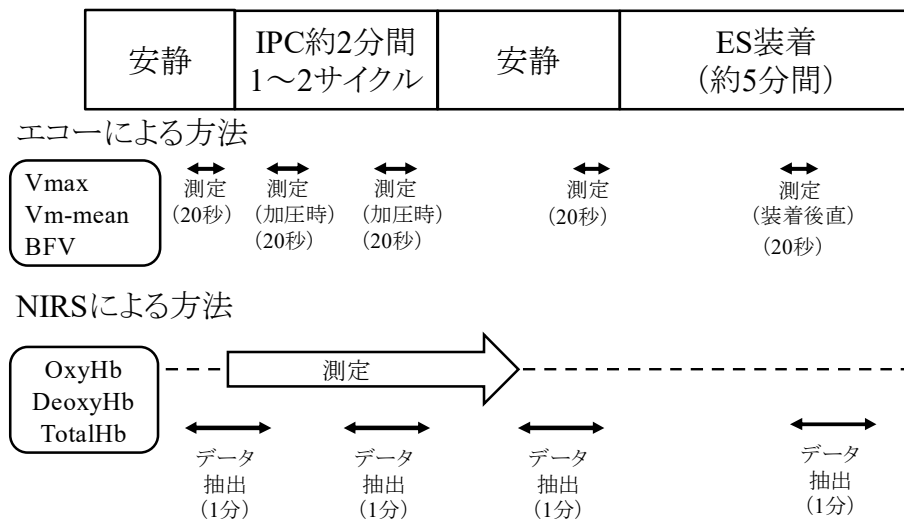 安静
IPC約2分間
1～2サイクル
安静
ES装着
(約5分間)
エコーによる方法
Vmax
Vm-mean
BFV
測定
(20秒)
測定
(加圧時)
(20秒)
測定
(加圧時)
(20秒)
測定
(20秒)
測定
(装着後直)
(20秒)
NIRSによる方法
OxyHb
DeoxyHb
TotalHb
測定
データ
抽出
(1分)
データ
抽出
(1分)
データ
抽出
(1分)
データ
抽出
(1分)